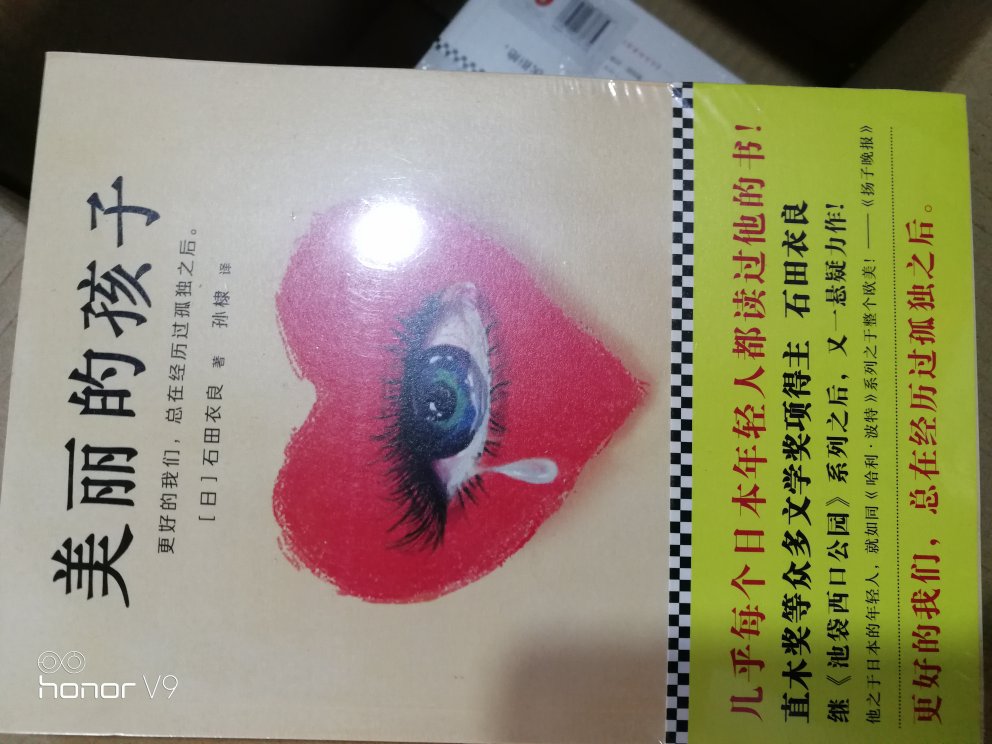 美丽的孩子
更好的我们，总在经历过孤独之后。
[日]石田衣良 著 孙棣 译
几乎每个日本年轻人都读过他的书！
直木奖等众多文学奖项得主 石田衣良
继《池袋西口公园》系列之后，又一悬疑力作！
他之于日本的年轻人，就如同《哈利·波特》系列之于整个欧美！——《扬子晚报》
更好的我们，总在经历过孤独之后。
honor V9